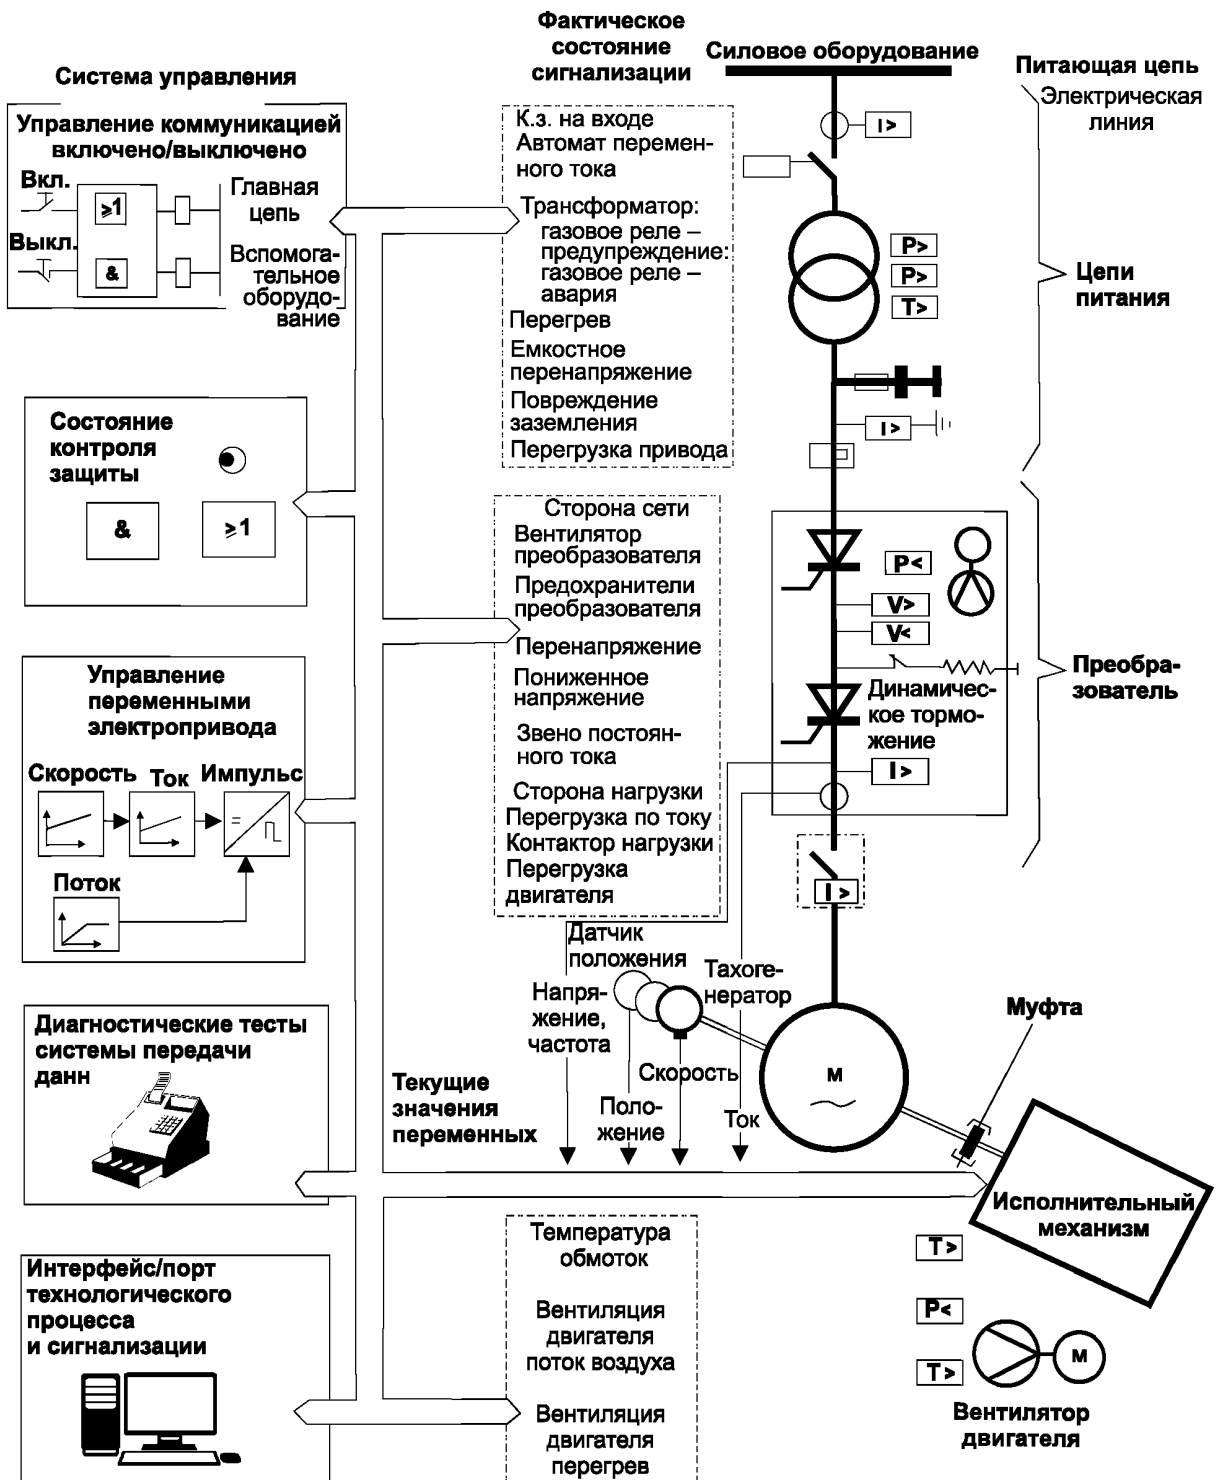 Система управления
Управление коммуникацией
включено/выключено
Вкл.
≥1
Главная
цепь
Выкл.
&
Вспомога-
тельное
оборудо-
вание
Состояние
контроля
защиты
&
≥1
Управление
переменными
электропривода
Скорость
Ток
Импульс
=
Поток
Диагностические тесты
системы передачи
данн
Интерфейс/порт
технологического
процесса
и сигнализации
Фактическое
состояние
сигнализации
К.з. на входе
Автомат перемен-
ного тока
Трансформатор:
газовое реле –
предупреждение:
газовое реле –
авария
Перегрев
Емкостное
перенапряжение
Повреждение
заземления
Перегрузка привода
Сторона сети
Вентилятор
преобразователя
Предохранители
преобразователя
Перенапряжение
Пониженное
напряжение
Звено постоян-
ного тока
Сторона нагрузки
Перегрузка по току
Контактор нагрузки
Перегрузка
двигателя
Датчик
положения
Напря-
жение,
частота
Тахоге-
нератор
Скорость
Поло-
жение
Ток
Текущие
значения
переменных
Температура
обмоток
Вентиляция
двигателя
поток воздуха
Вентиляция
двигателя
перегрев
Силовое оборудование
I >
P>
P>
T>
I >
P<
V>
V<
Динамичес-
кое тормо-
жение
I >
I >
M
Муфта
Исполнительный
механизм
T>
P<
T>
M
Вентилятор
двигателя
Питающая цепь
Электрическая
линия
Цепи
питания
Преобра-
зователь